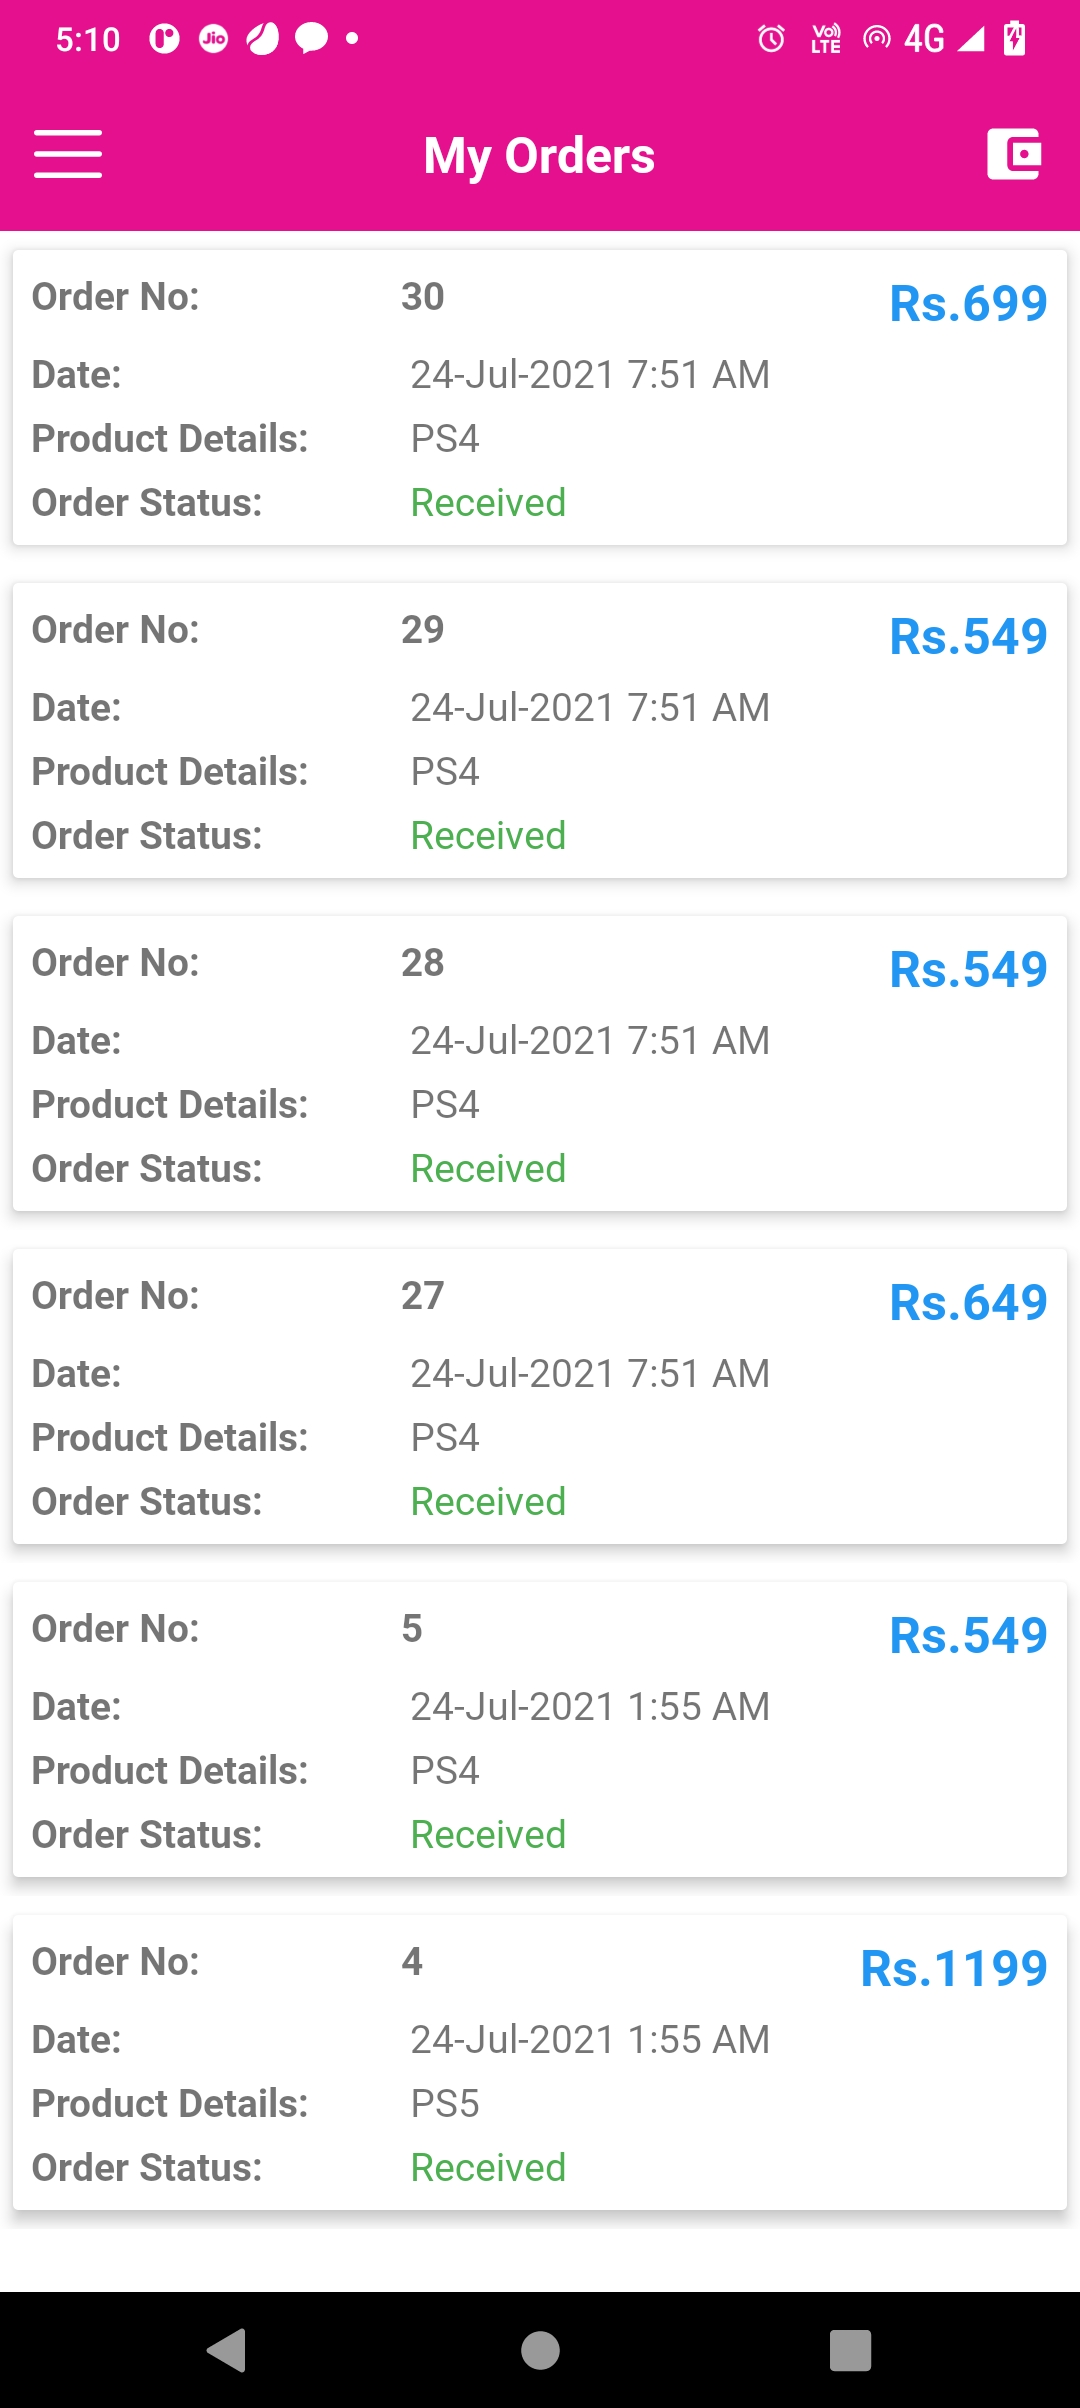 5:10 Jio Vo)) LTE 4G
My Orders
Order No: 30 Rs.699
Date: 24-Jul-2021 7:51 AM
Product Details: PS4
Order Status: Received
Order No: 29 Rs.549
Date: 24-Jul-2021 7:51 AM
Product Details: PS4
Order Status: Received
Order No: 28 Rs.549
Date: 24-Jul-2021 7:51 AM
Product Details: PS4
Order Status: Received
Order No: 27 Rs.649
Date: 24-Jul-2021 7:51 AM
Product Details: PS4
Order Status: Received
Order No: 5 Rs.549
Date: 24-Jul-2021 1:55 AM
Product Details: PS4
Order Status: Received
Order No: 4 Rs.1199
Date: 24-Jul-2021 1:55 AM
Product Details: PS5
Order Status: Received